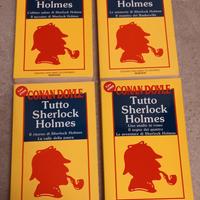 Holmes
L'ultimo saluto di Sherlock Holmes
Il taccuino di Sherlock Holmes
Holmes
Le memorie di Sherlock Holmes
Il mastino dei Baskerville
CONAN DOYLE
Tutto
Sherlock
Holmes
Il ritorno di Sherlock Holmes
La valle della paura
CONAN DOYLE
Tutto
Sherlock
Holmes
Uno studio in rosso
Il segno dei quattro
Le avventure di Sherlock Holmes